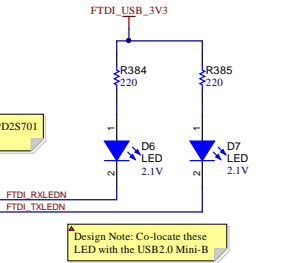 FTDI_USB_3V3
R384
220
R385
220
PD2S701
1
1
D6
LED
2.1V
D7
LED
2.1V
2
2
FTDI_RXLEDN
FTDI_TXLEDN
Design Note: Co-locate these
LED with the USB2.0 Mini-B